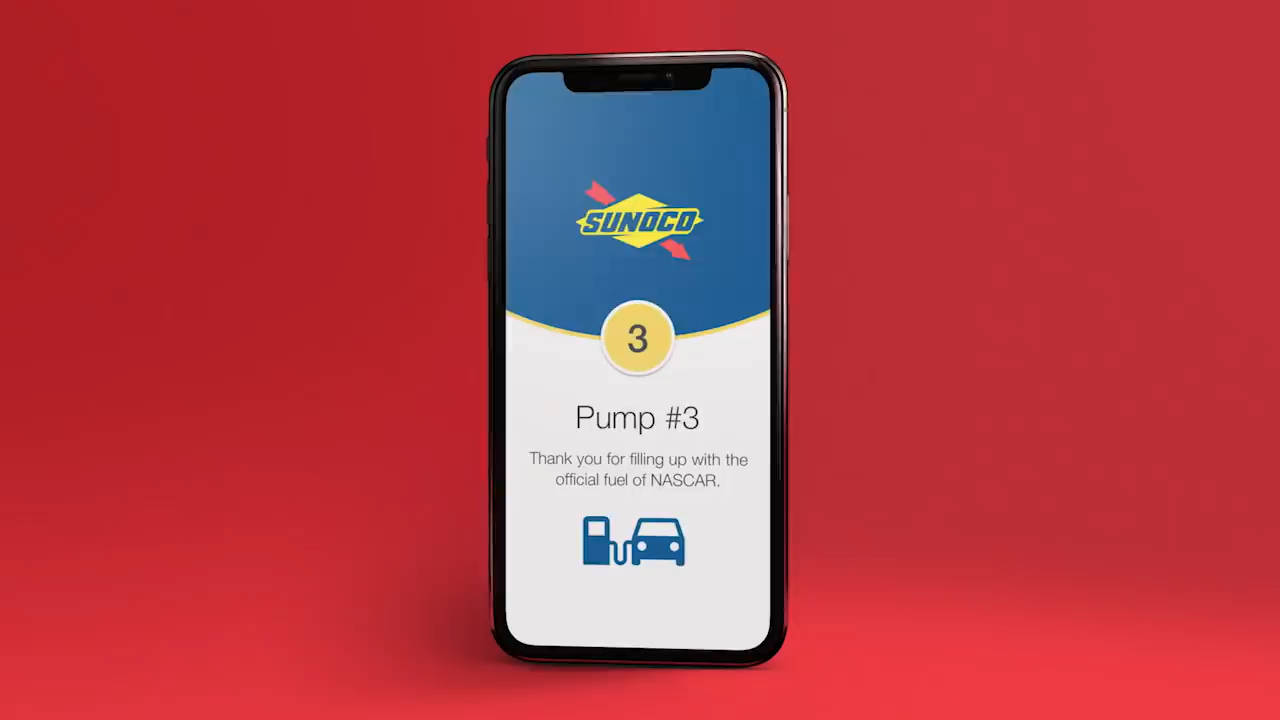 SUNOCO
3
Pump #3
Thank you for filling up with the
official fuel of NASCAR.